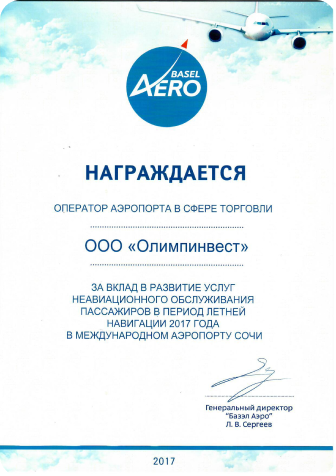 BASEL
AERO
НАГРАЖДАЕТСЯ
ОПЕРАТОР АЭРОПОРТА В СФЕРЕ ТОРГОВЛИ
ООО «Олимпинвест»
ЗА ВКЛАД В РАЗВИТИЕ УСЛУГ
НЕАВИАЦИОННОГО ОБСЛУЖИВАНИЯ
ПАССАЖИРОВ В ПЕРИОД ЛЕТНЕЙ
НАВИГАЦИИ 2017 ГОДА
В МЕЖДУНАРОДНОМ АЭРОПОРТУ СОЧИ
Генеральный директор
"Базэл Аэро"
Л. В. Сергеев
2017